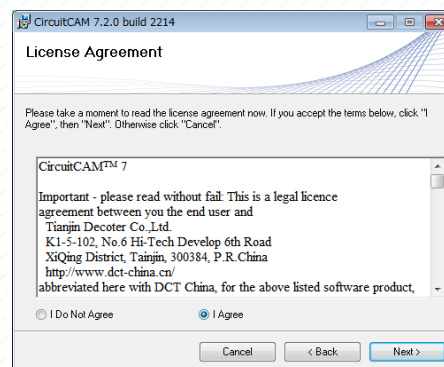 CircuitCAM 7.2.0 build 2214
License Agreement
Please take a moment to read the license agreement now. If you accept the terms below, click "I
Agree", then "Next". Otherwise click "Cancel".
CircuitCAM™ 7
Important - please read without fail: This is a legal licence
agreement between you the end user and
Tianjin Decoter Co.,Ltd.
K1-5-102, No.6 Hi-Tech Develop 6th Road
XiQing District, Tainjin, 300384, P.R.China
http://www.dct-china.cn/
abbreviated here with DCT China, for the above listed software product,
I Do Not Agree
I Agree
Cancel
< Back
Next >